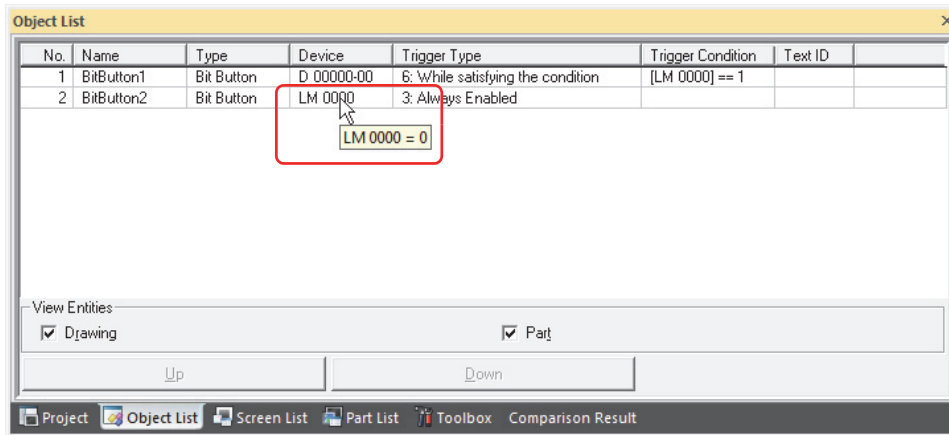 Object List
No. Name Type Device Trigger Type Trigger Condition Text ID
1 BitButton1 Bit Button D 00000-00 6: While satisfying the condition [LM 0000] == 1
2 BitButton2 Bit Button LM 0000 3: Always Enabled
LM 0000 = 0
View Entities
Drawing Part
Up Down
Project Object List Screen List Part List Toolbox Comparison Result